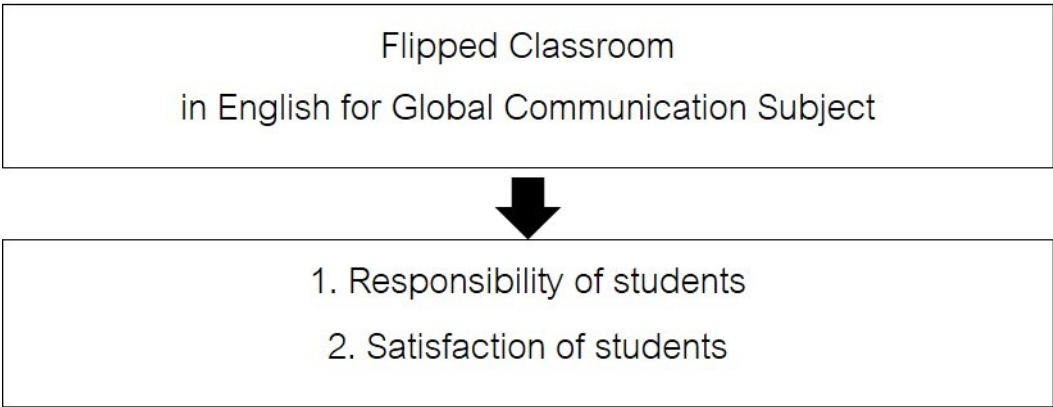 Flipped Classroom
in English for Global Communication Subject
1. Responsibility of students
2. Satisfaction of students